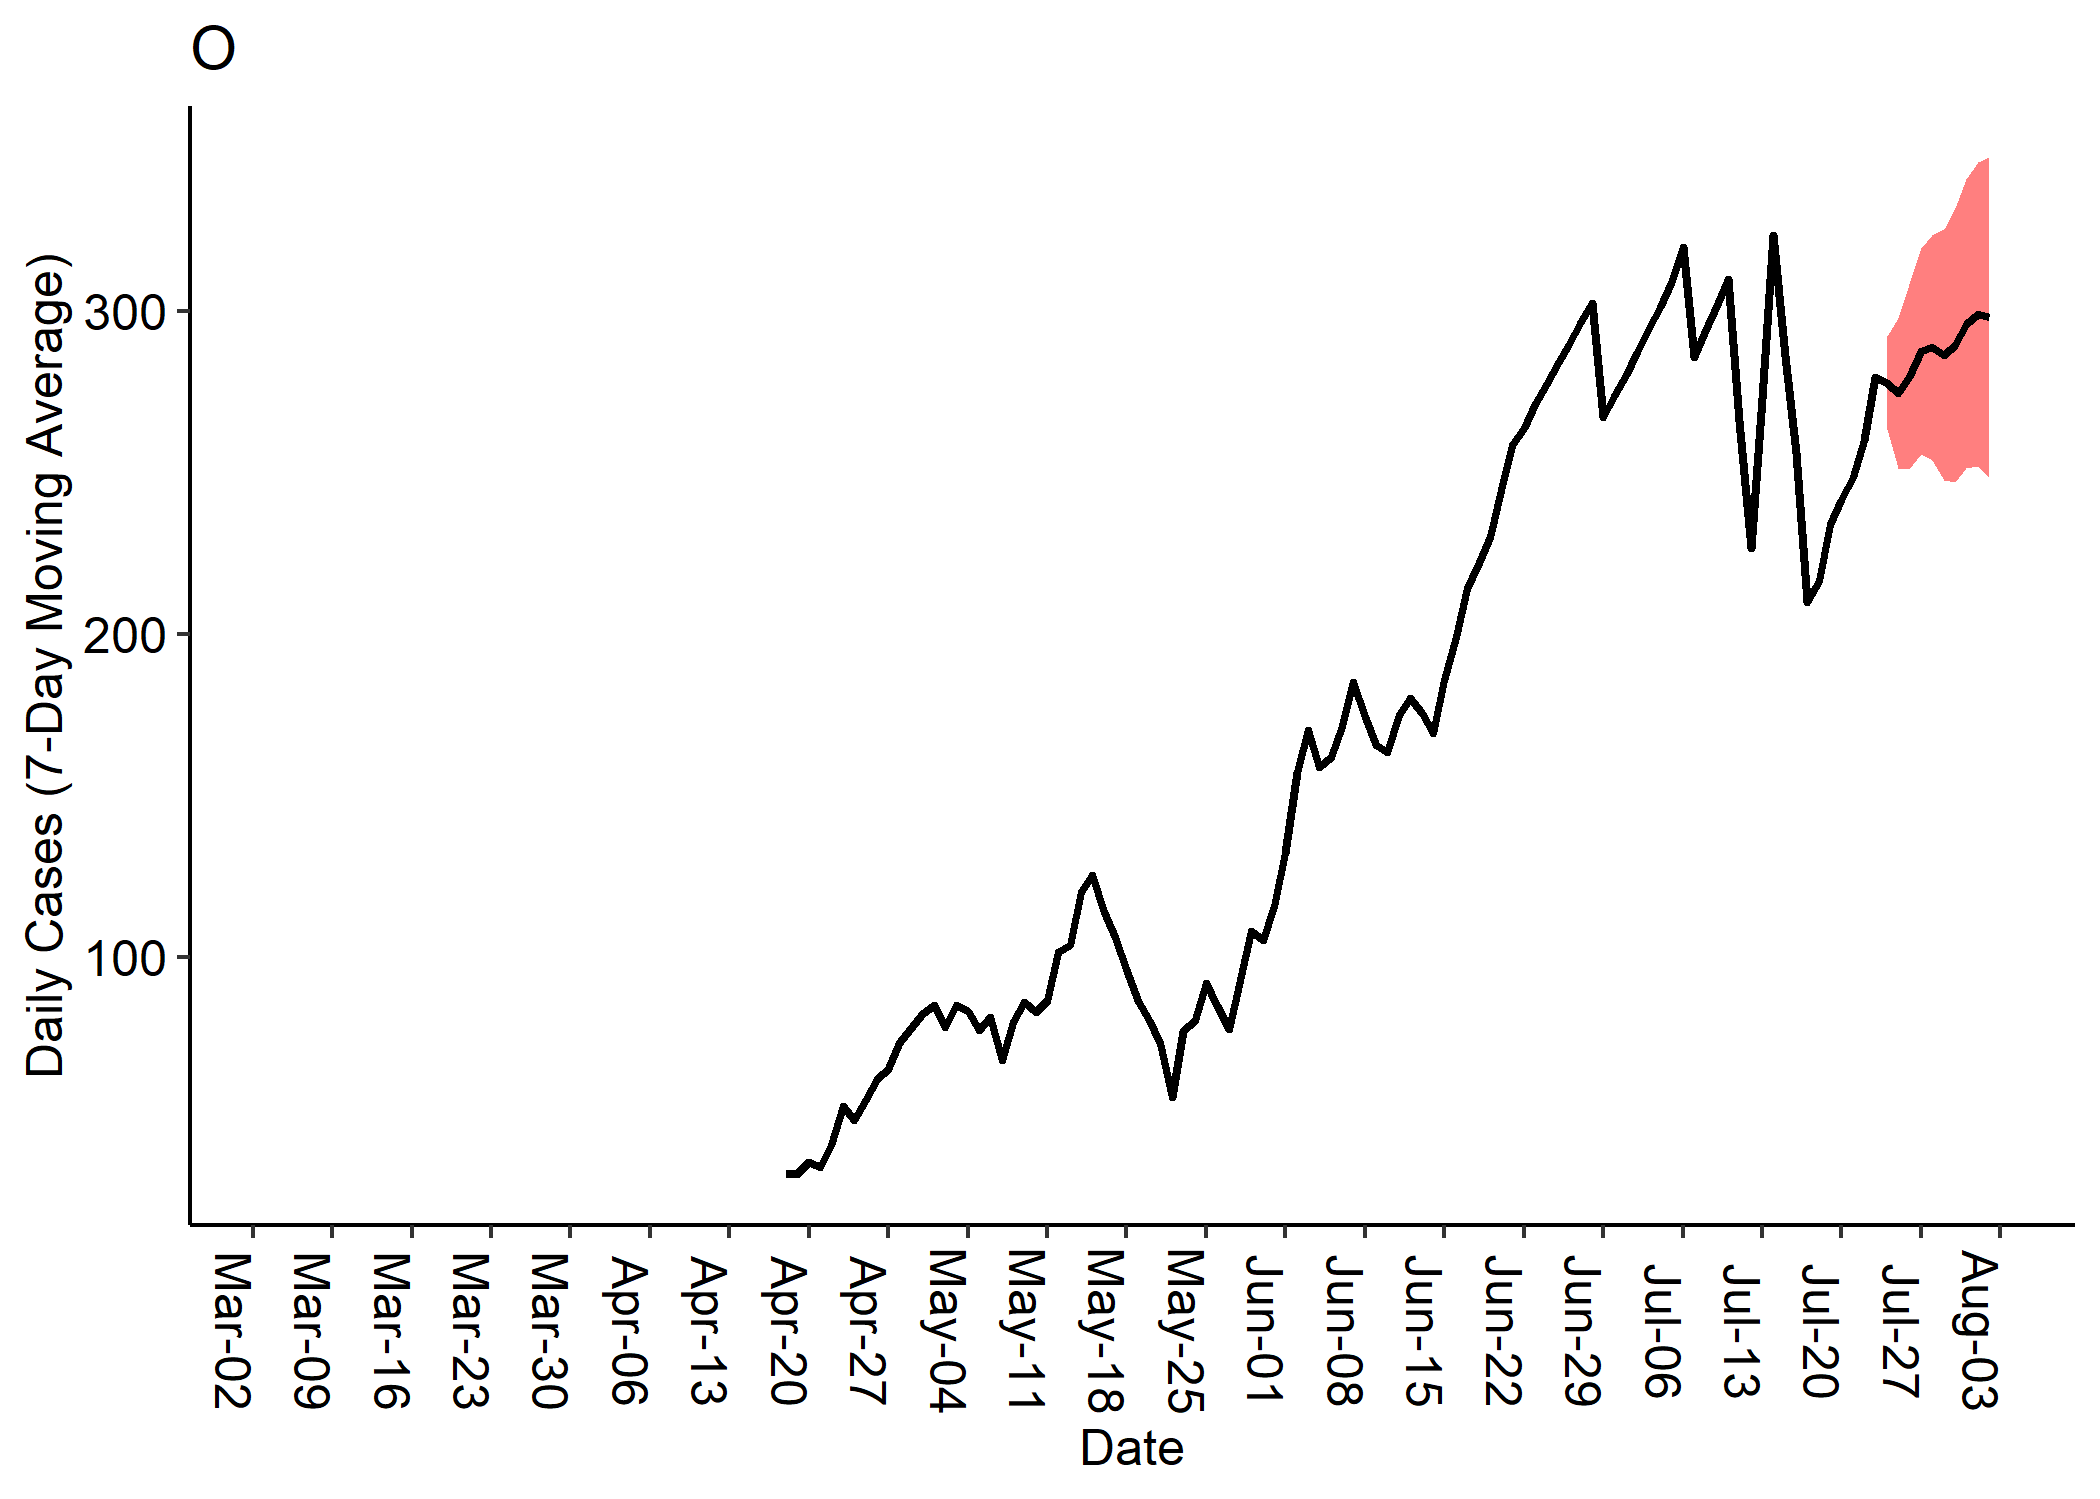 O
Daily Cases (7-Day Moving Average)
300
200
100
Mar-02
Mar-09
Mar-16
Mar-23
Mar-30
Apr-06
Apr-13
Apr-20
Apr-27
May-04
May-11
May-18
May-25
Jun-01
Jun-08
Jun-15
Jun-22
Jun-29
Jul-06
Jul-13
Jul-20
Jul-27
Aug-03
Date